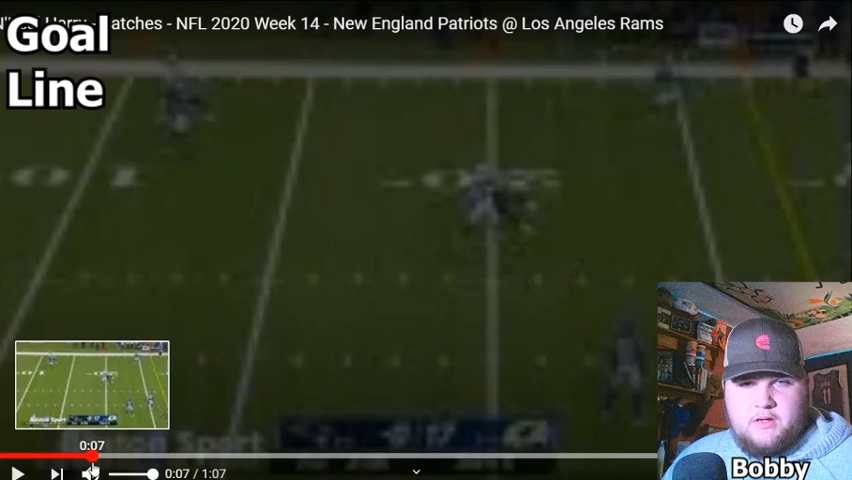 atches - NFL 2020 Week 14 - New England Patriots @ Los Angeles Rams
Goal
Line
0:07
0:07 / 1:07
Bobby